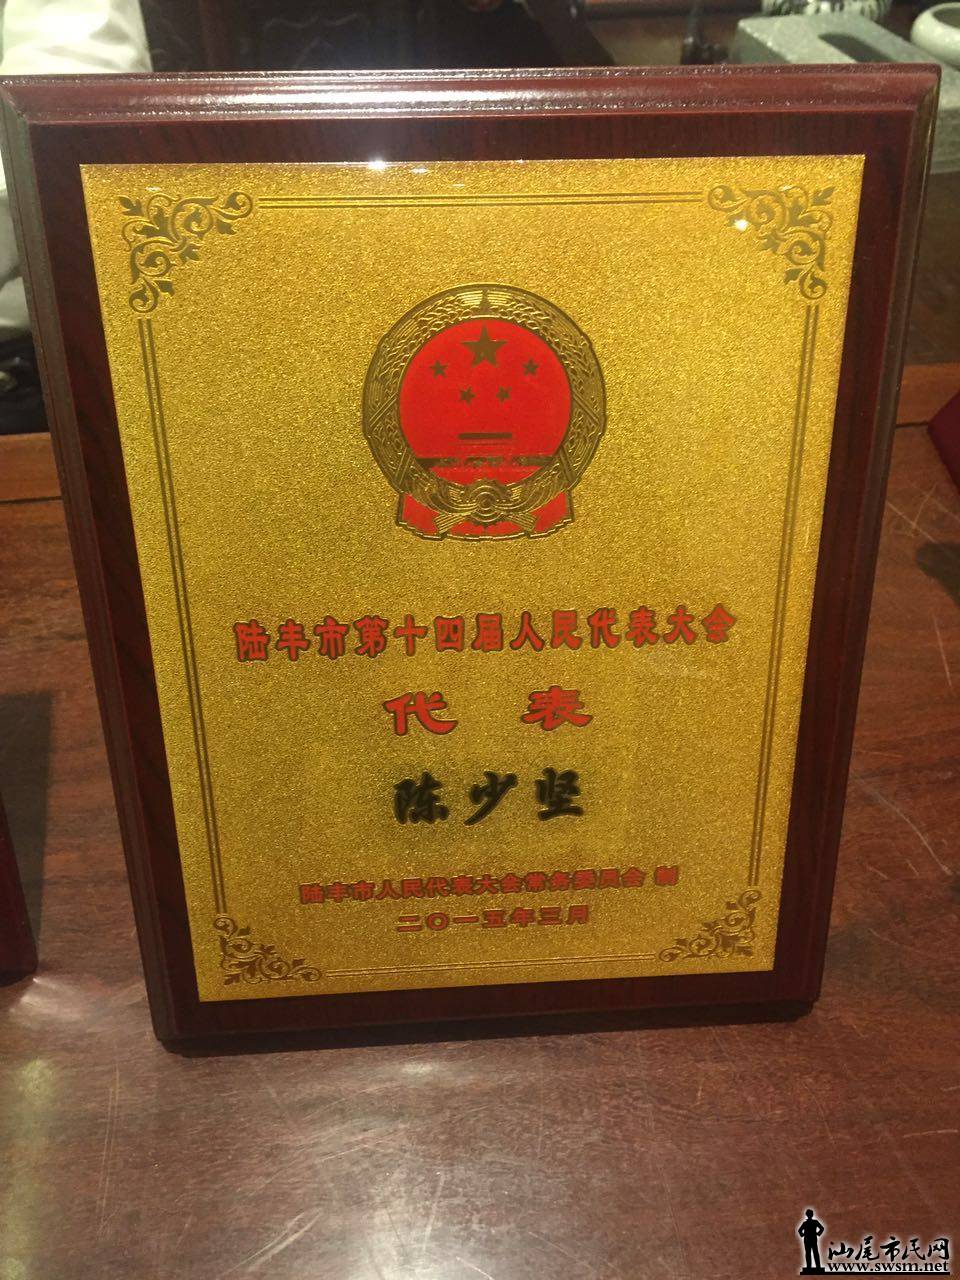 陆丰市第十四届人民代表大会
代表
陈少坚
陆丰市人民代表大会常务委员会 制
二〇一五年三月
汕尾市民网
www.swsm.net